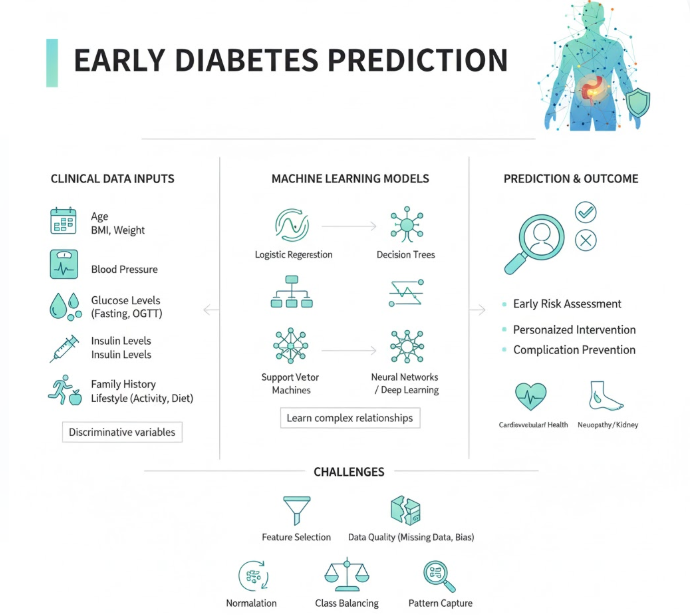 EARLY DIABETES PREDICTION
CLINICAL DATA INPUTS
Age
BMI, Weight
Blood Pressure
Glucose Levels
(Fasting, OGTT)
Insulin Levels
Insulin Levels
Family History
Lifestyle (Activity, Diet)
Discriminative variables
MACHINE LEARNING MODELS
Logistic Regerestion
Decision Trees
Support Vetor
Machines
Neural Networks
/ Deep Learning
Learn complex relationships
PREDICTION & OUTCOME
Early Risk Assessment
Personaized Intervention
Complication Prevention
Cardiovvebular/ Health
Neuopathy/Kidney
CHALLENGES
Feature Selection
Data Quality (Missing Data, Bias)
Normalation
Class Balancing
Pattern Capture